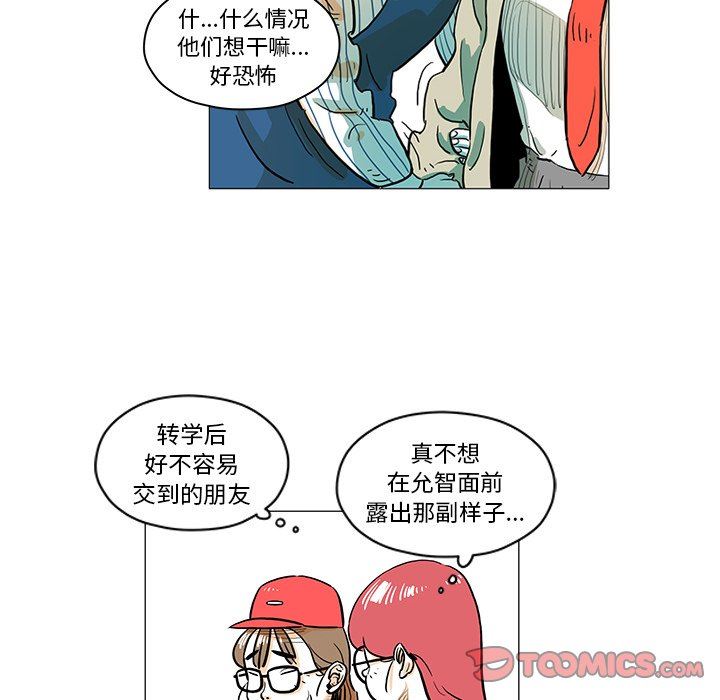 什...什么情况
他们想干嘛...
好恐怖
转学后
好不容易
交到的朋友
真不想
在允智面前
露出那副样子...
TOOMICS.COM